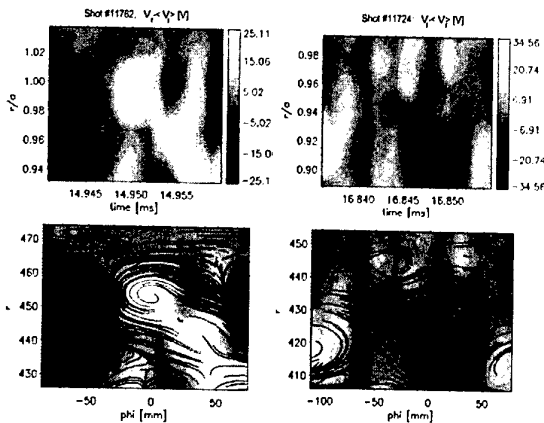 Shot #11762: V_f-<V_f> [V]
1.02
1.00
0.98
0.96
0.94
r/a
14.945 14.950 14.955
time [ms]
25.11
15.06
5.02
-5.02
-15.06
-25.1
Shot #11724: V_f-<V_f> [V]
0.98
0.96
0.94
0.92
0.90
r/a
16.840 16.845 16.850
time [ms]
34.56
20.74
6.91
-6.91
-20.74
-34.56
470
460
450
440
430
r
-50 0 50
phi [mm]
450
440
430
420
410
r
-100 -50 0 50
phi [mm]